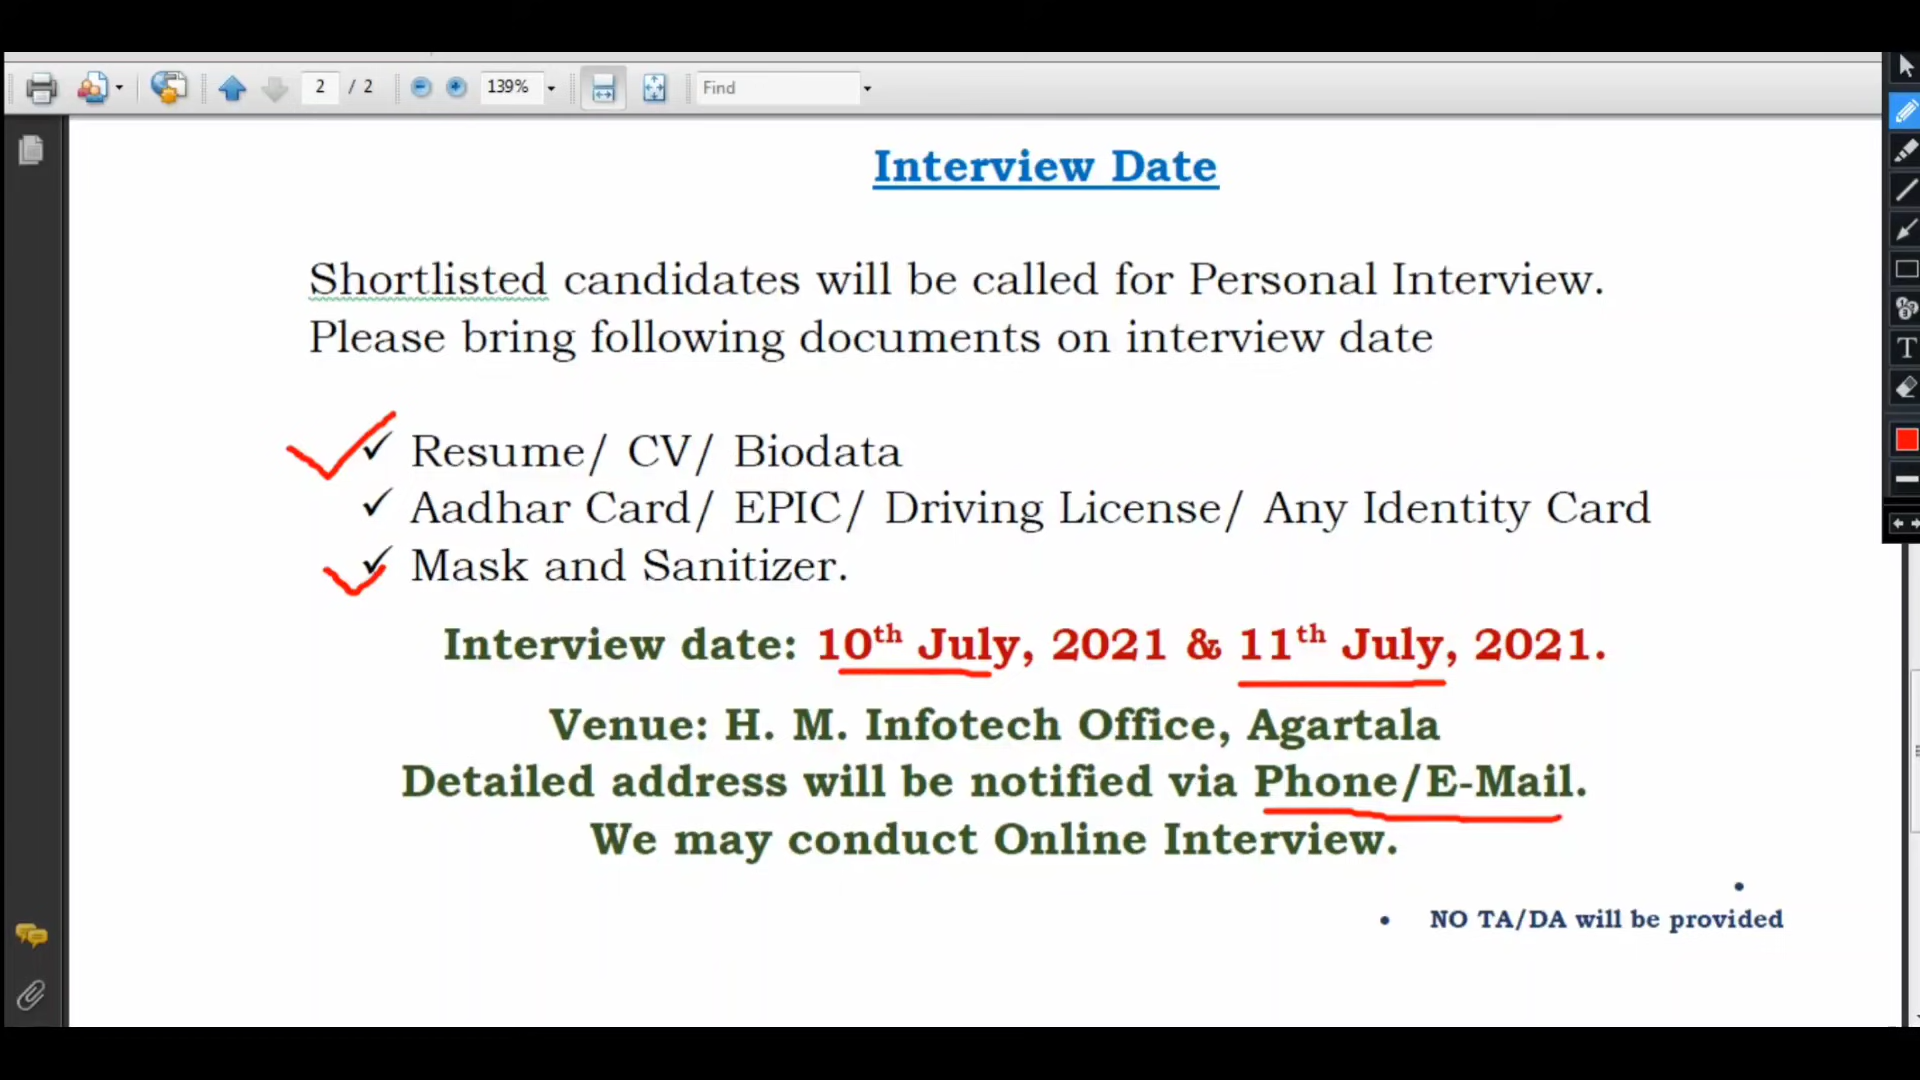 2 / 2 139% Find
Interview Date
Shortlisted candidates will be called for Personal Interview.
Please bring following documents on interview date
✓ Resume/ CV/ Biodata
✓ Aadhar Card/ EPIC/ Driving License/ Any Identity Card
✓ Mask and Sanitizer.
Interview date: 10th July, 2021 & 11th July, 2021.
Venue: H. M. Infotech Office, Agartala
Detailed address will be notified via Phone/E-Mail.
We may conduct Online Interview.
•
• NO TA/DA will be provided